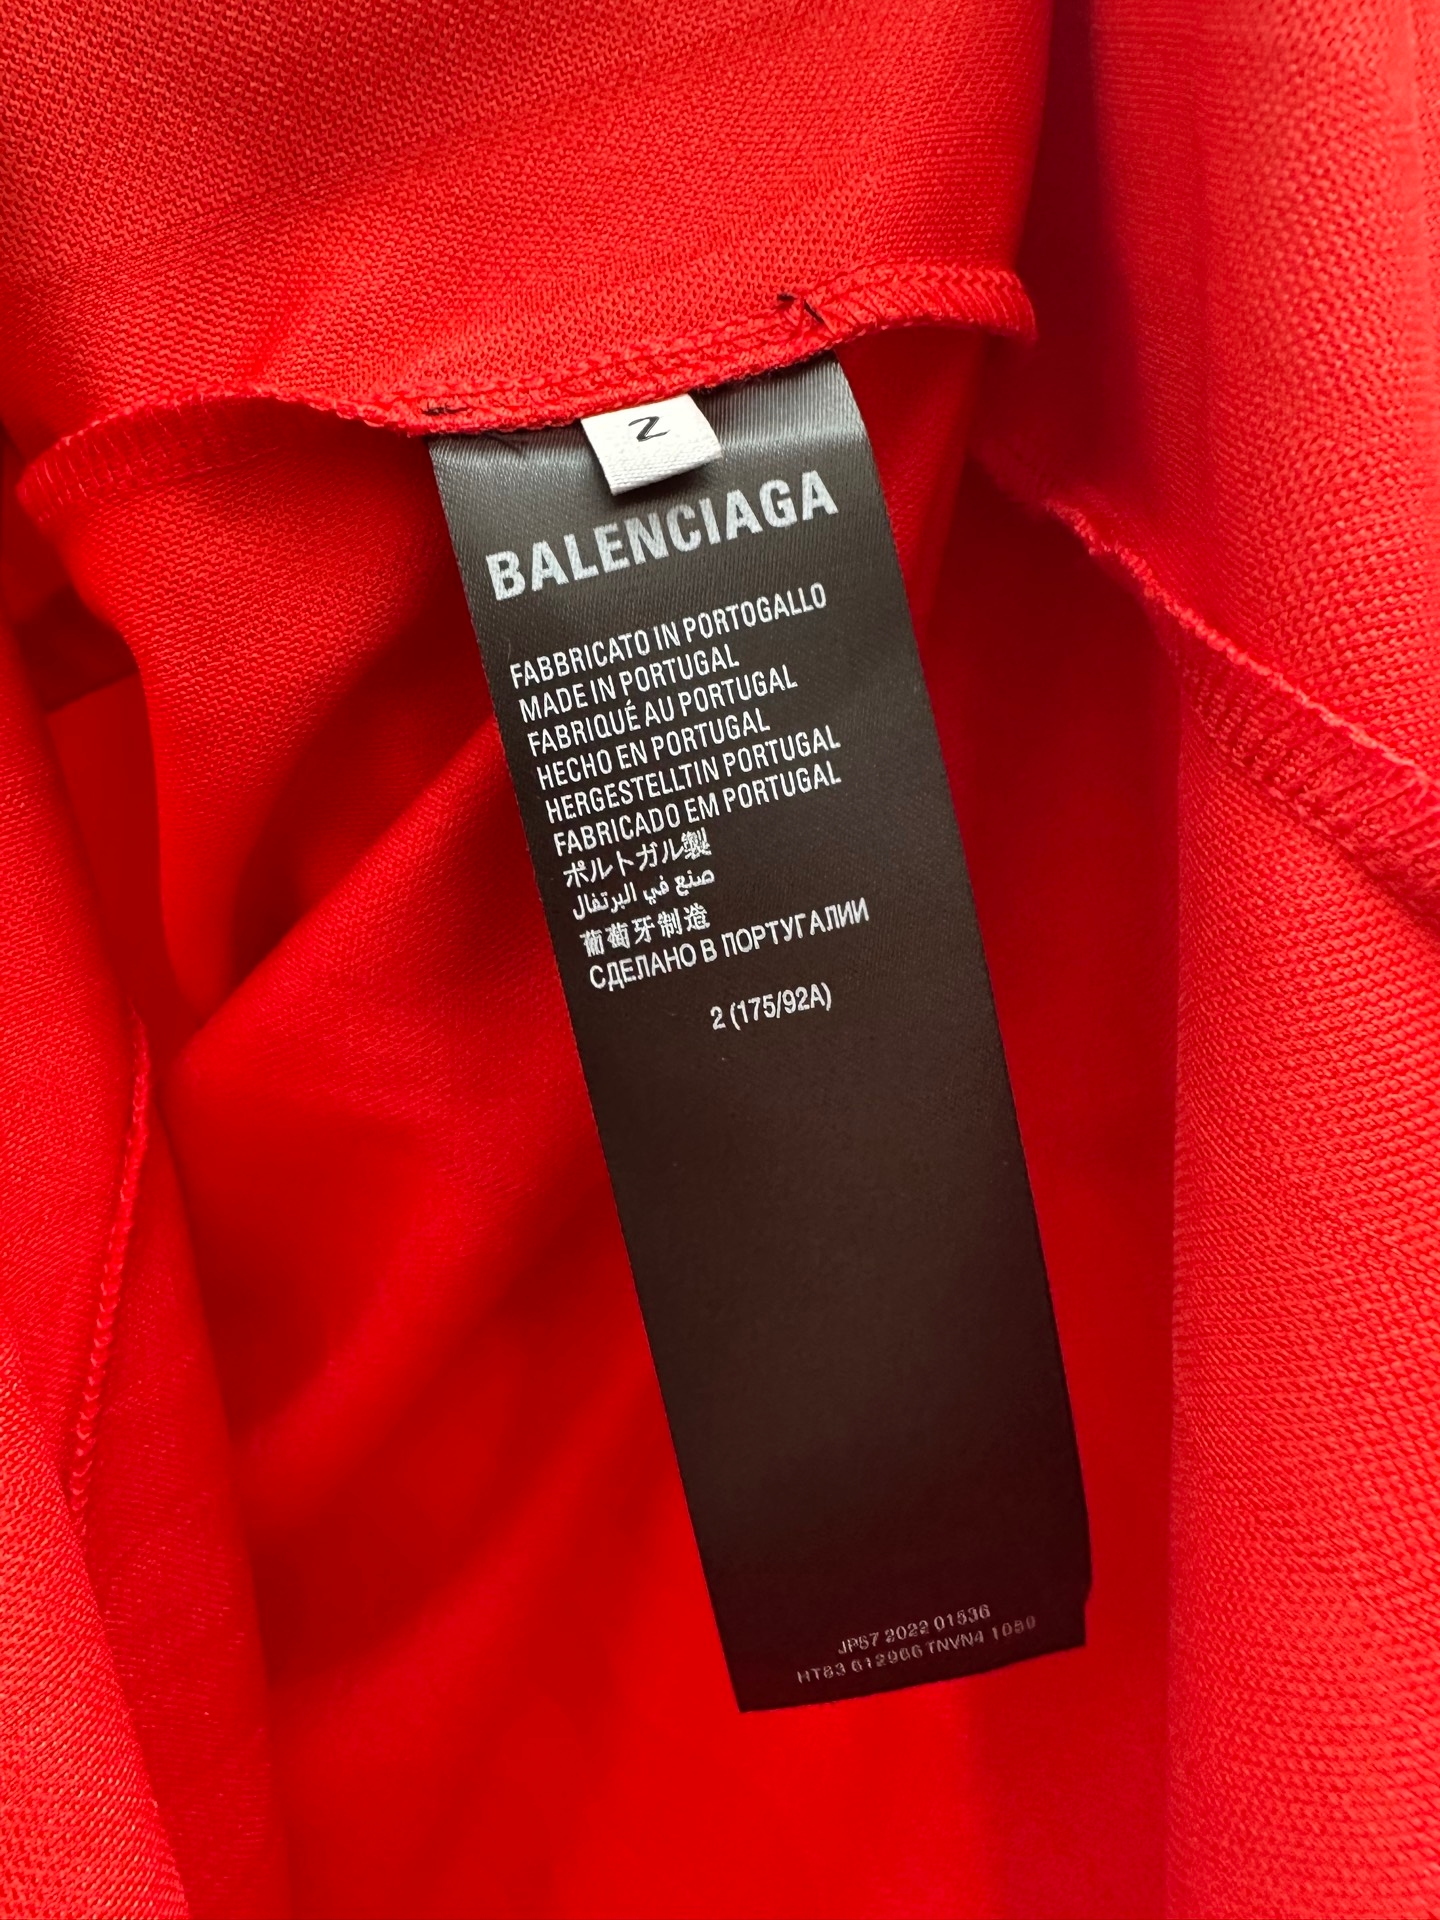 2
BALENCIAGA
FABBRICATO IN PORTOGALLO
MADE IN PORTUGAL
FABRIQUÉ AU PORTUGAL
HECHO EN PORTUGAL
HERGESTELLTIN PORTUGAL
FABRICADO EM PORTUGAL
ポルトガル製
صنع في البرتغال
葡萄牙制造
СДЕЛАНО В ПОРТУГАЛИИ
2 (175/92A)
JP67 2022 01536
HT83 612966 TNVN4 1050